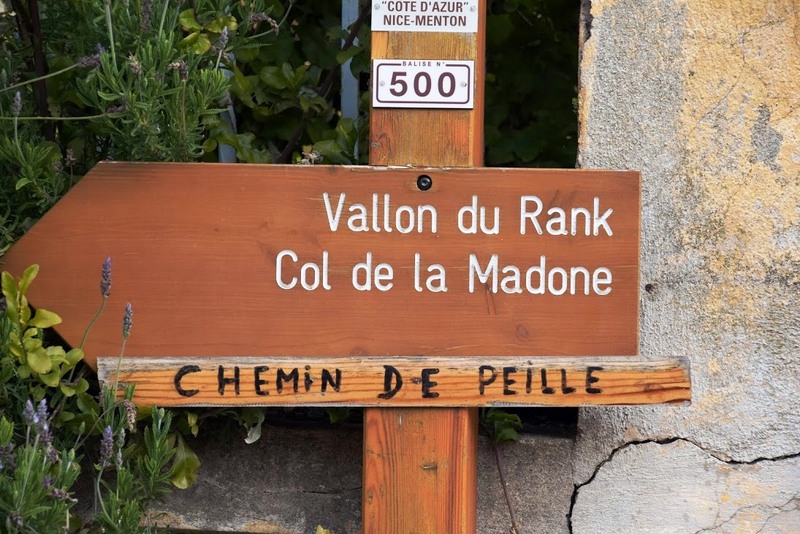 "COTE D'AZUR"
NICE-MENTON
BALISE N°
500
Vallon du Rank
Col de la Madone
CHEMIN DE PEILLE